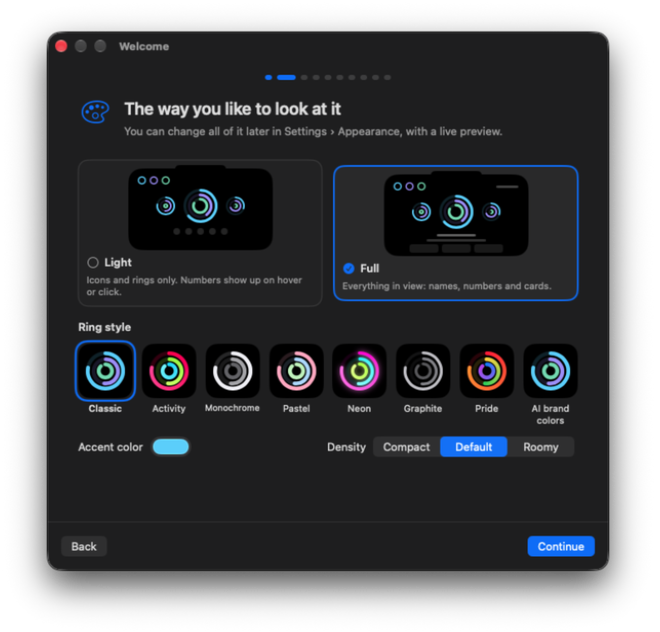 Welcome
The way you like to look at it
You can change all of it later in Settings › Appearance, with a live preview.
Light
Icons and rings only. Numbers show up on hover
or click.
Full
Everything in view: names, numbers and cards.
Ring style
Classic
Activity
Monochrome
Pastel
Neon
Graphite
Pride
AI brand
colors
Accent color
Density
Compact
Default
Roomy
Back
Continue